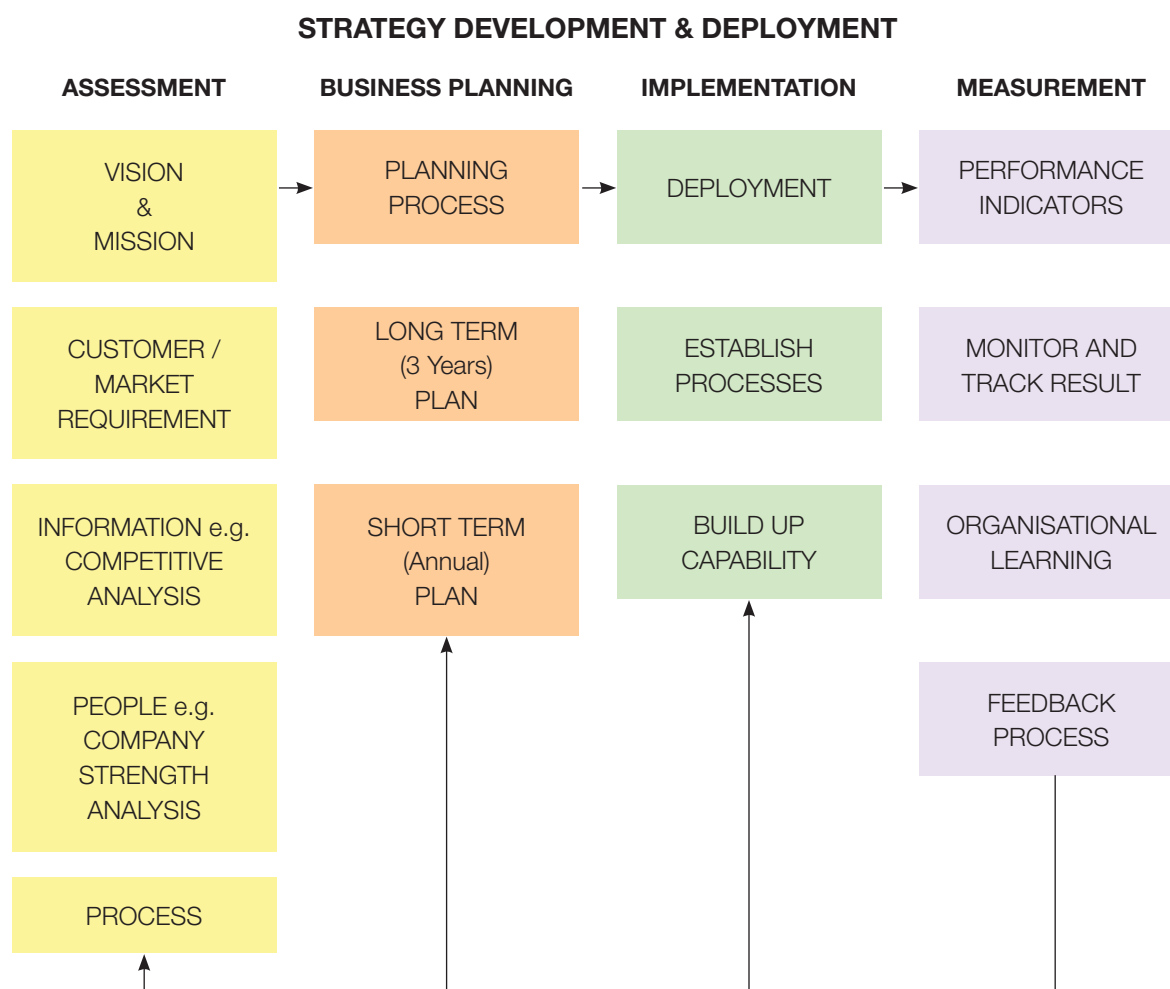 STRATEGY DEVELOPMENT & DEPLOYMENT
ASSESSMENT
BUSINESS PLANNING
IMPLEMENTATION
MEASUREMENT
VISION
&
MISSION
PLANNING
PROCESS
DEPLOYMENT
PERFORMANCE
INDICATORS
CUSTOMER /
MARKET
REQUIREMENT
LONG TERM
(3 Years)
PLAN
ESTABLISH
PROCESSES
MONITOR AND
TRACK RESULT
INFORMATION e.g.
COMPETITIVE
ANALYSIS
SHORT TERM
(Annual)
PLAN
BUILD UP
CAPABILITY
ORGANISATIONAL
LEARNING
PEOPLE e.g.
COMPANY
STRENGTH
ANALYSIS
FEEDBACK
PROCESS
PROCESS